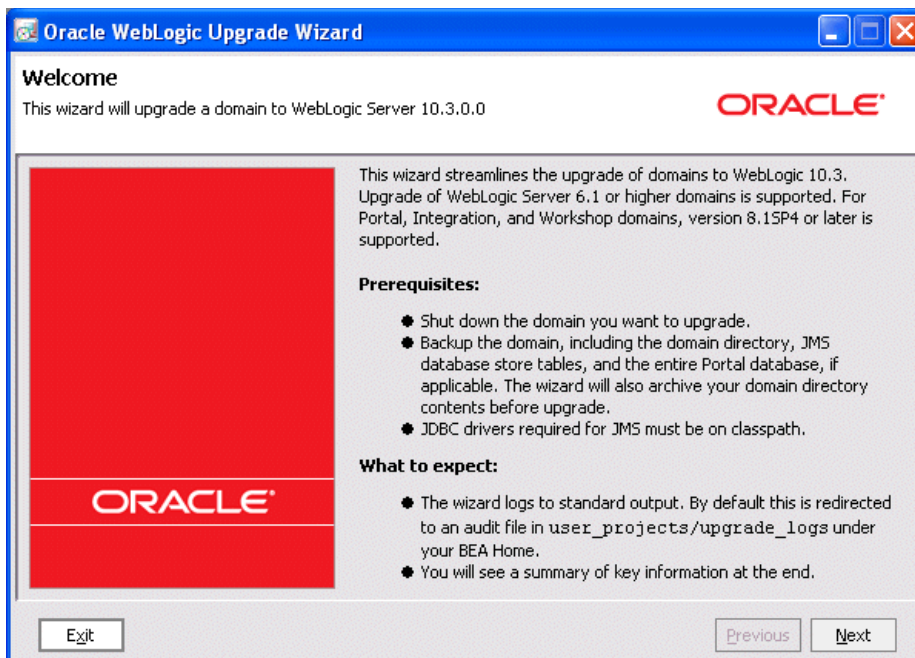 Oracle WebLogic Upgrade Wizard
Welcome
This wizard will upgrade a domain to WebLogic Server 10.3.0.0
ORACLE®
This wizard streamlines the upgrade of domains to WebLogic 10.3.
Upgrade of WebLogic Server 6.1 or higher domains is supported. For
Portal, Integration, and Workshop domains, version 8.1SP4 or later is
supported.
Prerequisites:
● Shut down the domain you want to upgrade.
● Backup the domain, including the domain directory, JMS
database store tables, and the entire Portal database, if
applicable. The wizard will also archive your domain directory
contents before upgrade.
● JDBC drivers required for JMS must be on classpath.
What to expect:
● The wizard logs to standard output. By default this is redirected
to an audit file in user_projects/upgrade_logs under
your BEA Home.
● You will see a summary of key information at the end.
ORACLE®
Exit
Previous
Next